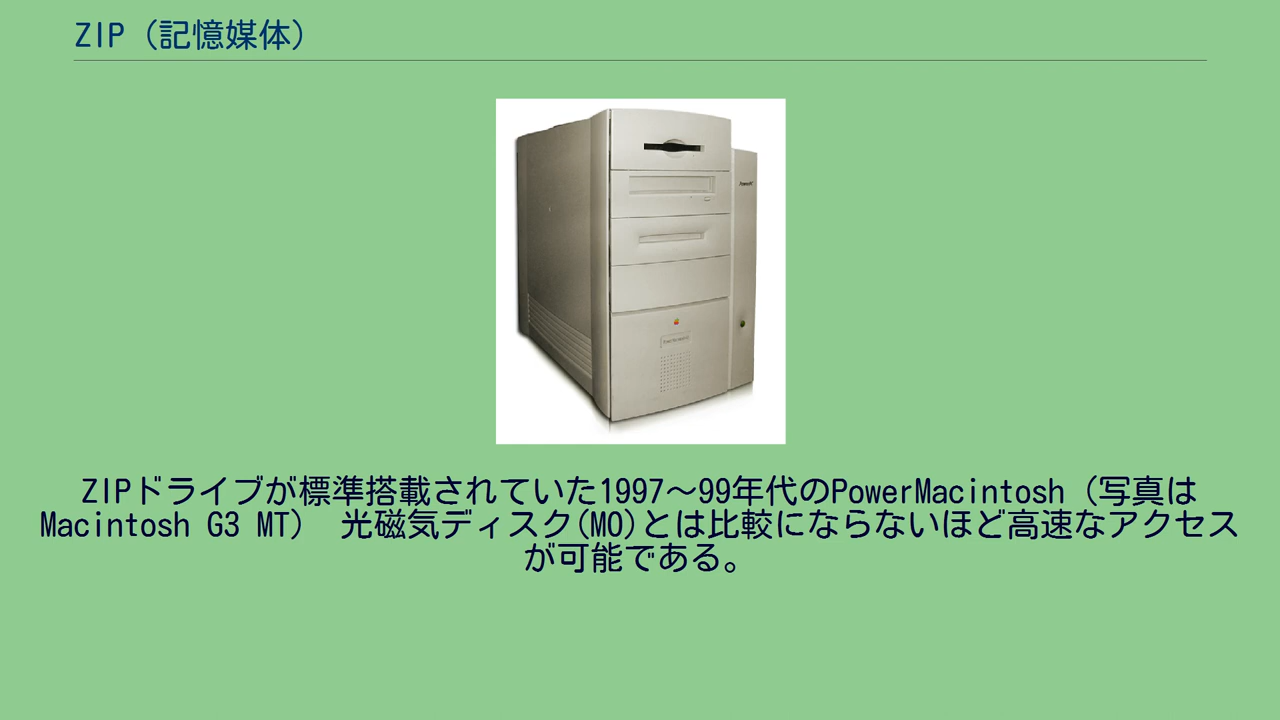 ZIP（記憶媒体）
ZIPドライブが標準搭載されていた1997～99年代のPowerMacintosh（写真は
Macintosh G3 MT） 光磁気ディスク(MO)とは比較にならないほど高速なアクセス
が可能である。